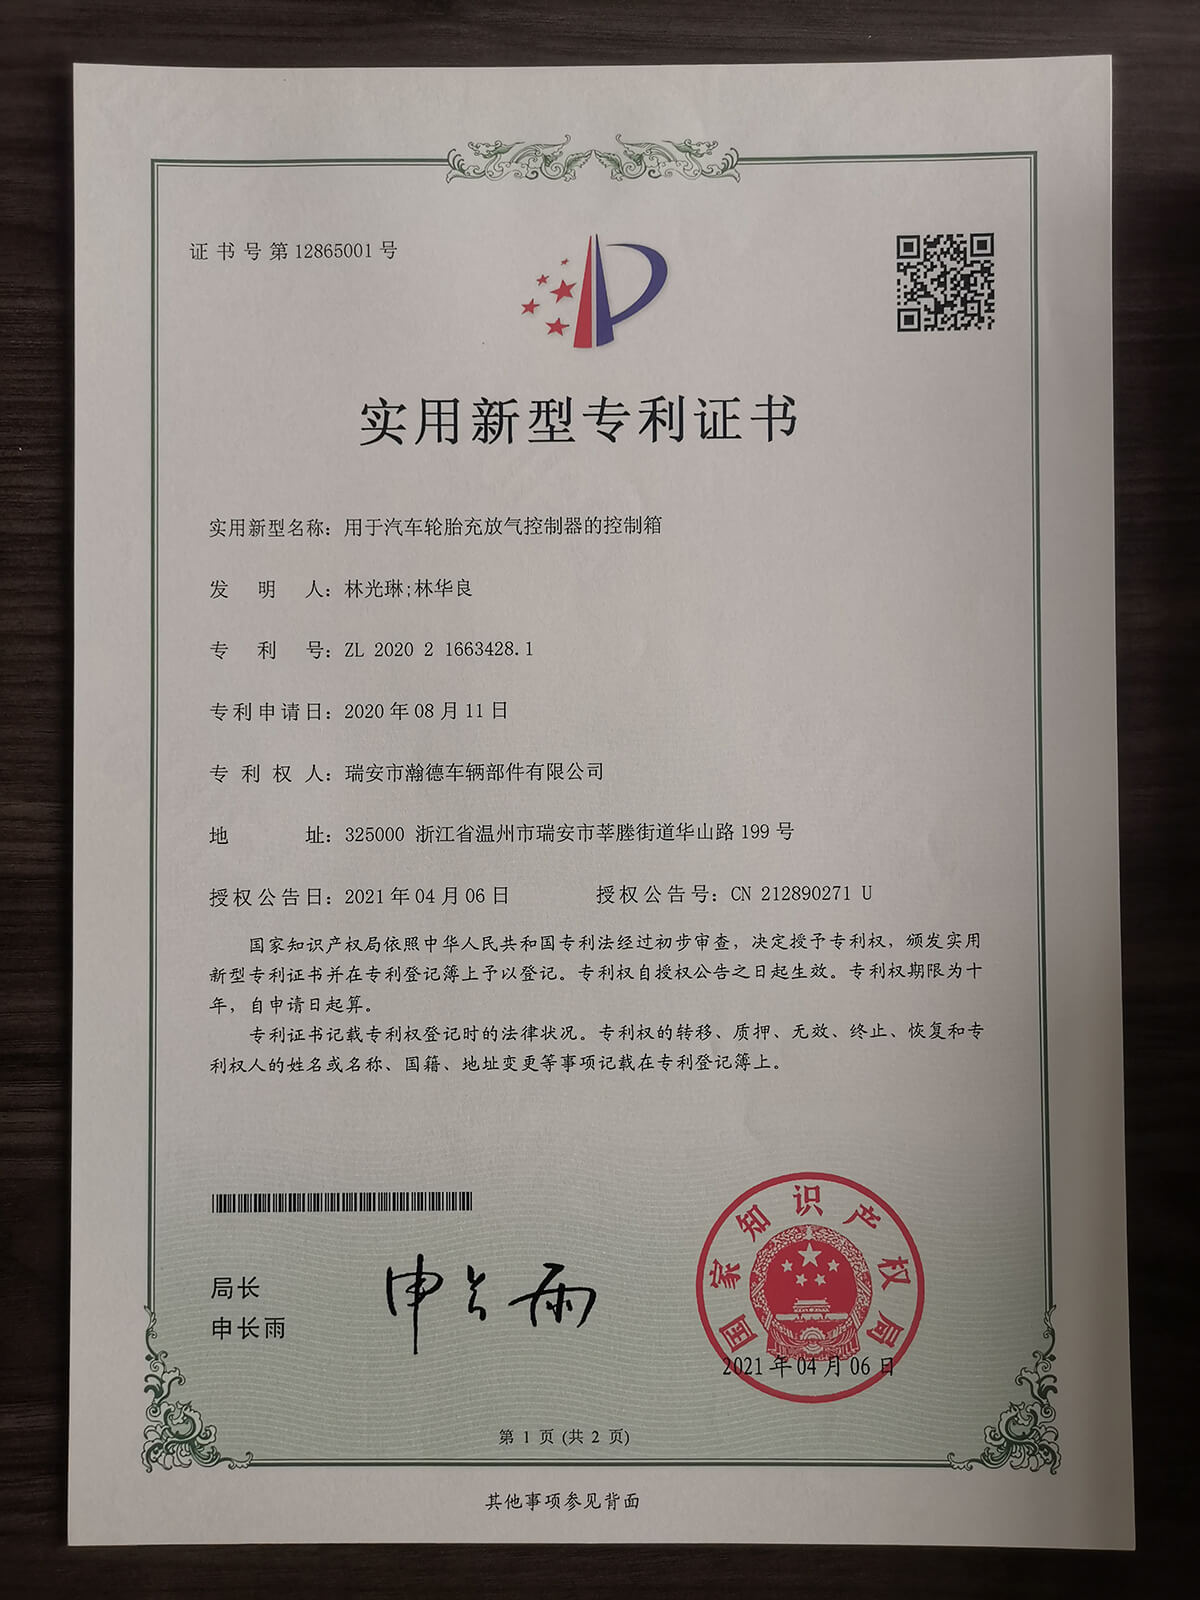 证书号第12865001号
实用新型专利证书
实用新型名称：用于汽车轮胎充放气控制器的控制箱
发明人：林光琳;林华良
专利号：ZL 2020 2 1663428.1
专利申请日：2020年08月11日
专利权人：瑞安市瀚德车辆部件有限公司
地址：325000 浙江省温州市瑞安市莘塍街道华山路199号
授权公告日：2021年04月06日 授权公告号：CN 212890271 U
国家知识产权局依照中华人民共和国专利法经过初步审查，决定授予专利权，颁发实用
新型专利证书并在专利登记簿上予以登记。专利权自授权公告之日起生效。专利权期限为十
年，自申请日起算。
专利证书记载专利权登记时的法律状况。专利权的转移、质押、无效、终止、恢复和专
利权人的姓名或名称、国籍、地址变更等事项记载在专利登记簿上。
局长
申长雨
申长雨
国家知识产权局
2021年04月06日
第 1 页 (共 2 页)
其他事项参见背面